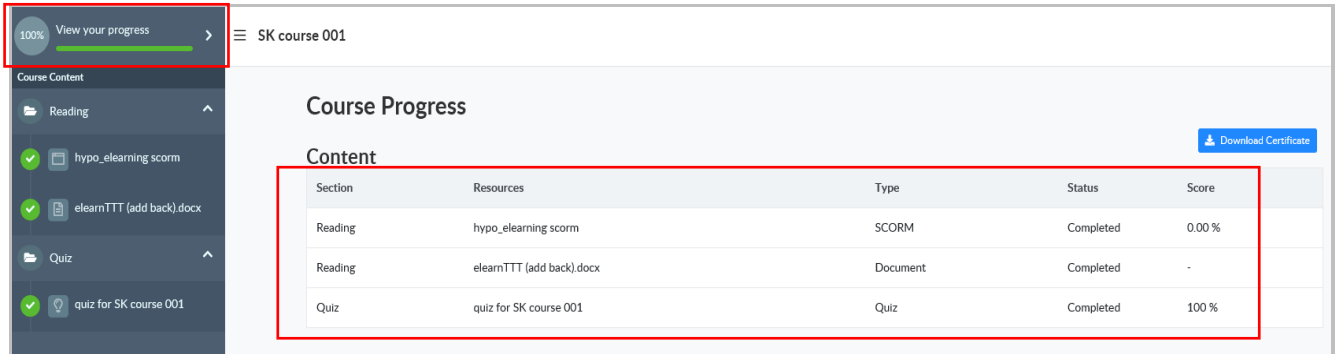 100%
View your progress
Course Content
Reading
hypo_elearning scorm
elearnTTT (add back).docx
Quiz
quiz for SK course 001
SK course 001
Course Progress
Download Certificate
Content
Section Resources Type Status Score
Reading hypo_elearning scorm SCORM Completed 0.00 %
Reading elearnTTT (add back).docx Document Completed -
Quiz quiz for SK course 001 Quiz Completed 100 %